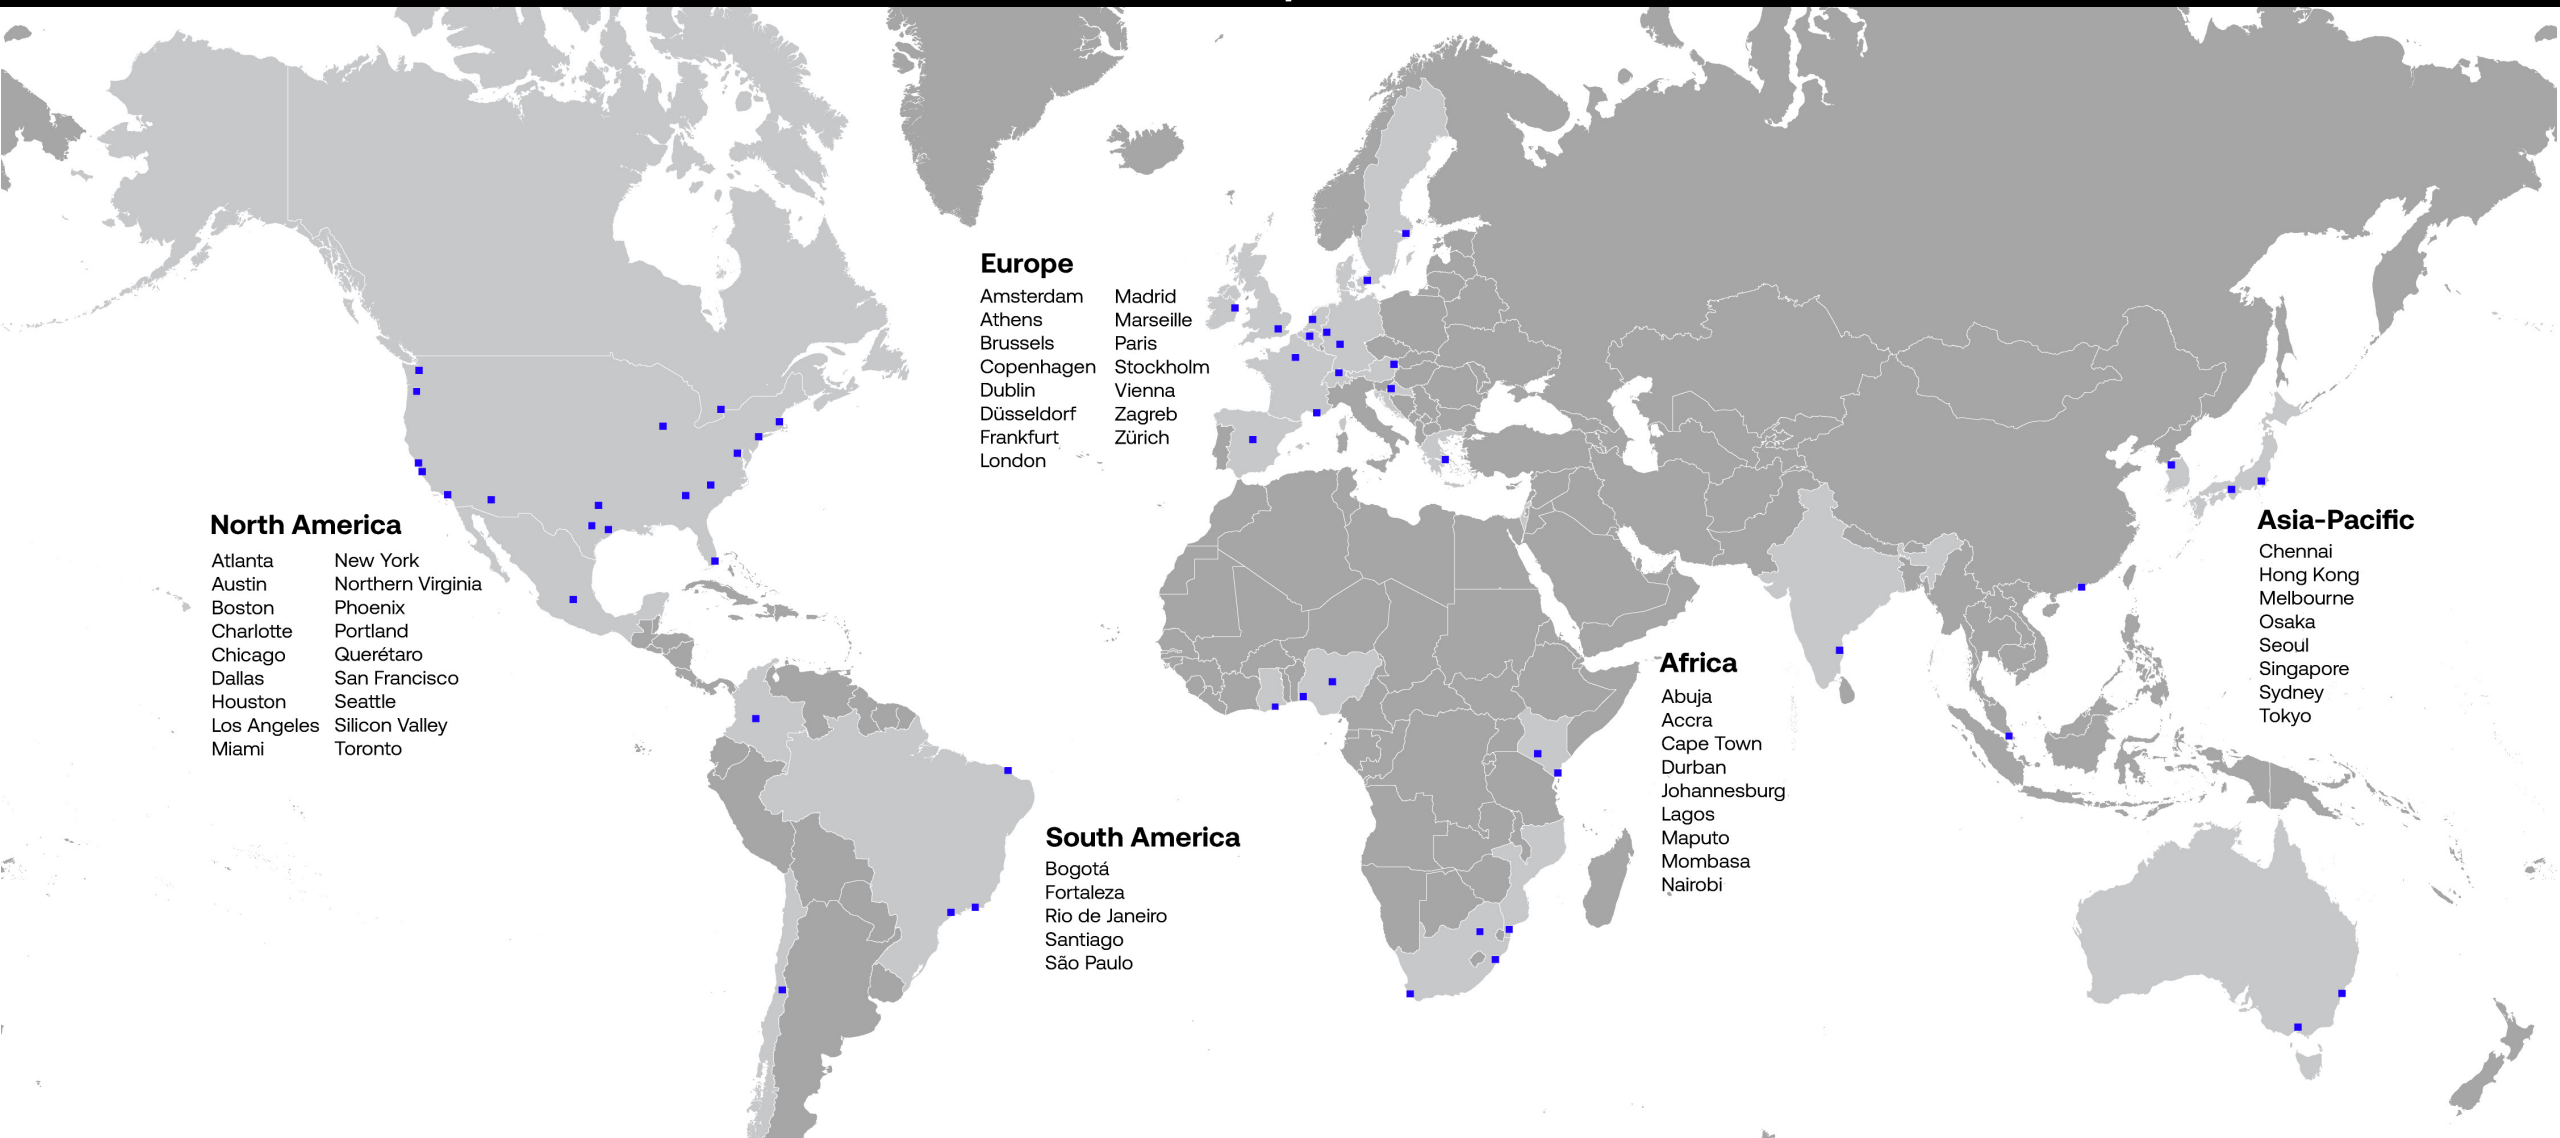 Europe
Amsterdam
Athens
Brussels
Copenhagen
Dublin
Düsseldorf
Frankfurt
London
Madrid
Marseille
Paris
Stockholm
Vienna
Zagreb
Zürich
North America
Atlanta
Austin
Boston
Charlotte
Chicago
Dallas
Houston
Los Angeles
Miami
New York
Northern Virginia
Phoenix
Portland
Querétaro
San Francisco
Seattle
Silicon Valley
Toronto
Asia-Pacific
Chennai
Hong Kong
Melbourne
Osaka
Seoul
Singapore
Sydney
Tokyo
Africa
Abuja
Accra
Cape Town
Durban
Johannesburg
Lagos
Maputo
Mombasa
Nairobi
South America
Bogotá
Fortaleza
Rio de Janeiro
Santiago
São Paulo